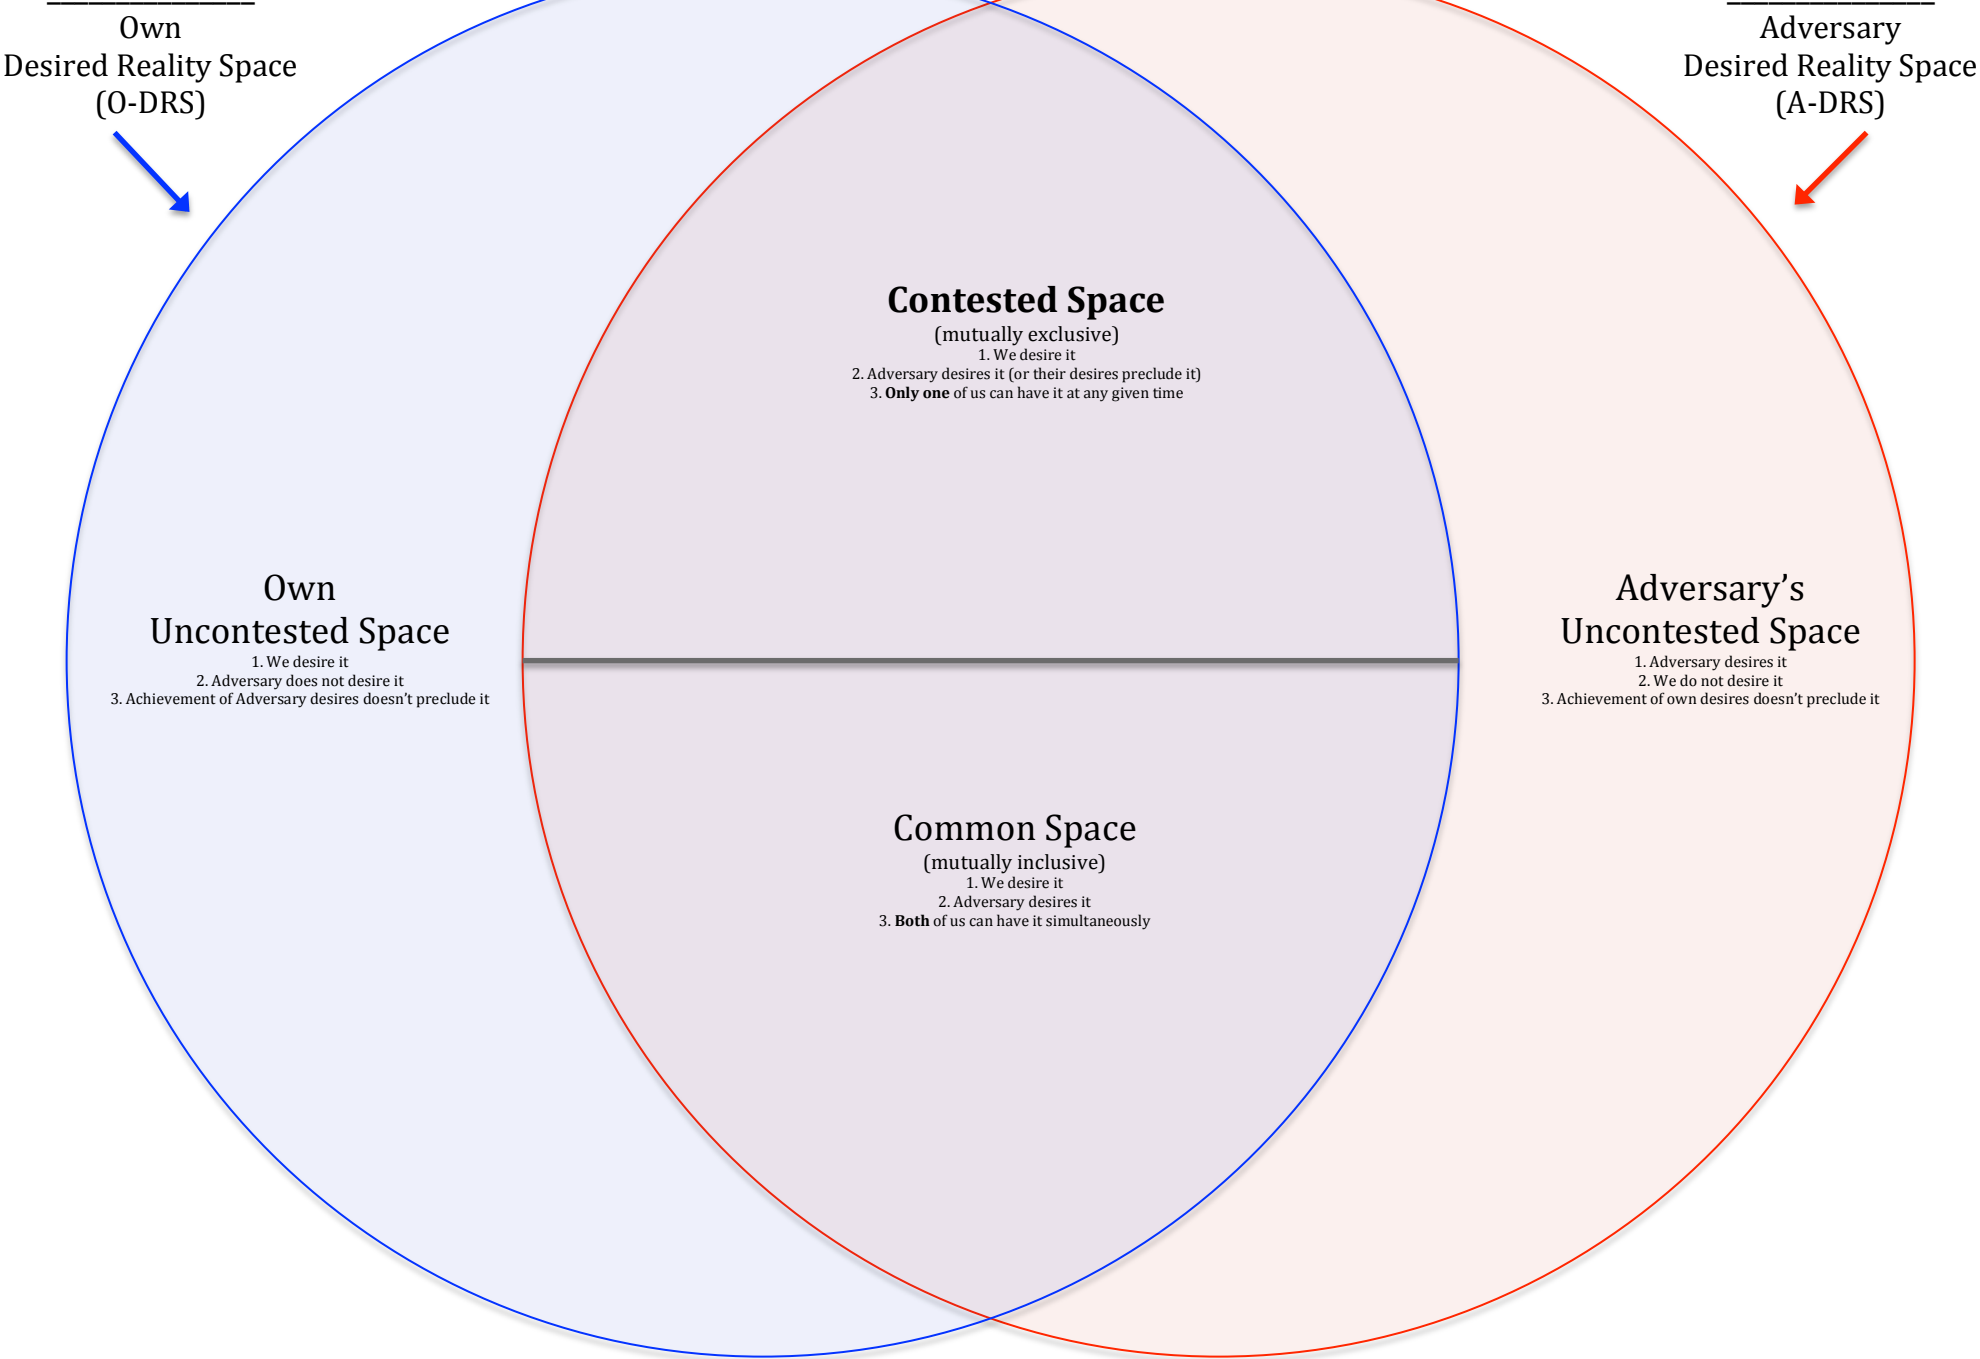 Own
Desired Reality Space
(O-DRS)
Adversary
Desired Reality Space
(A-DRS)
Contested Space
(mutually exclusive)
1. We desire it
2. Adversary desires it (or their desires preclude it)
3. Only one of us can have it at any given time
Own
Uncontested Space
1. We desire it
2. Adversary does not desire it
3. Achievement of Adversary desires doesn’t preclude it
Adversary’s
Uncontested Space
1. Adversary desires it
2. We do not desire it
3. Achievement of own desires doesn’t preclude it
Common Space
(mutually inclusive)
1. We desire it
2. Adversary desires it
3. Both of us can have it simultaneously